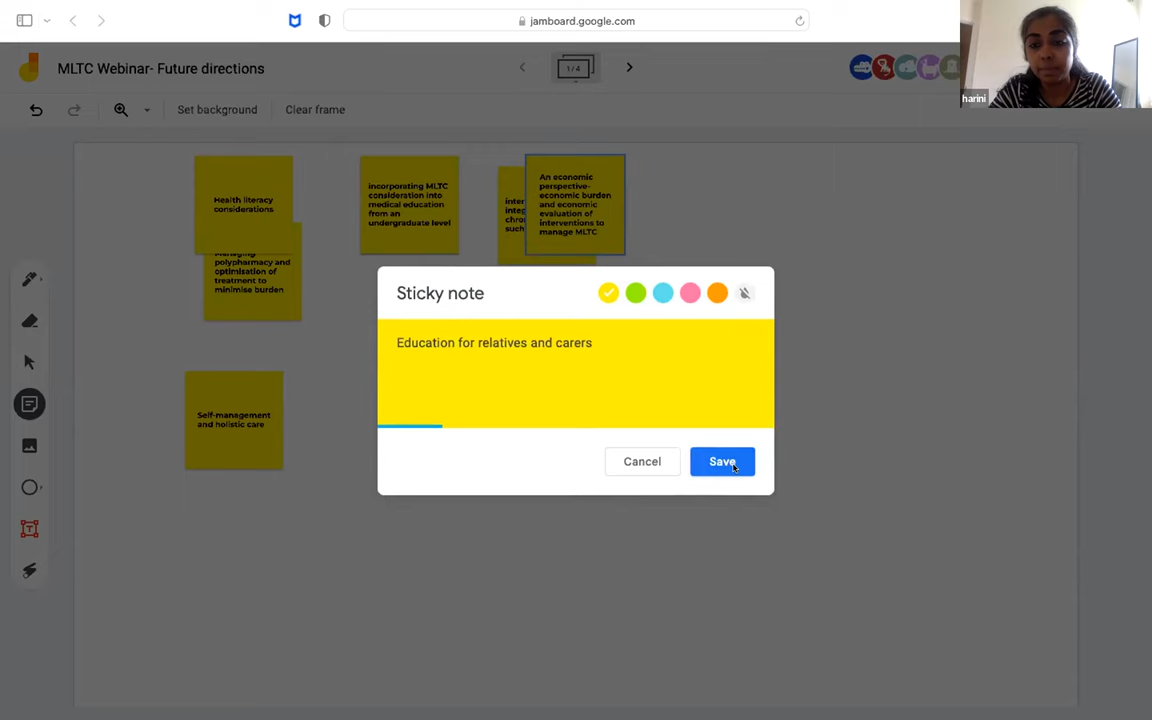 jamboard.google.com
MLTC Webinar- Future directions
1/4
harini
Set background
Clear frame
Health literacy
considerations
Managing
polypharmacy and
optimisation of
treatment to
minimise burden
incorporating MLTC
consideration into
medical education
from an
undergraduate level
such
An economic
perspective-
economic burden
and economic
evaluation of
interventions to
manage MLTC
Self-management
and holistic care
Sticky note
Education for relatives and carers
Cancel
Save